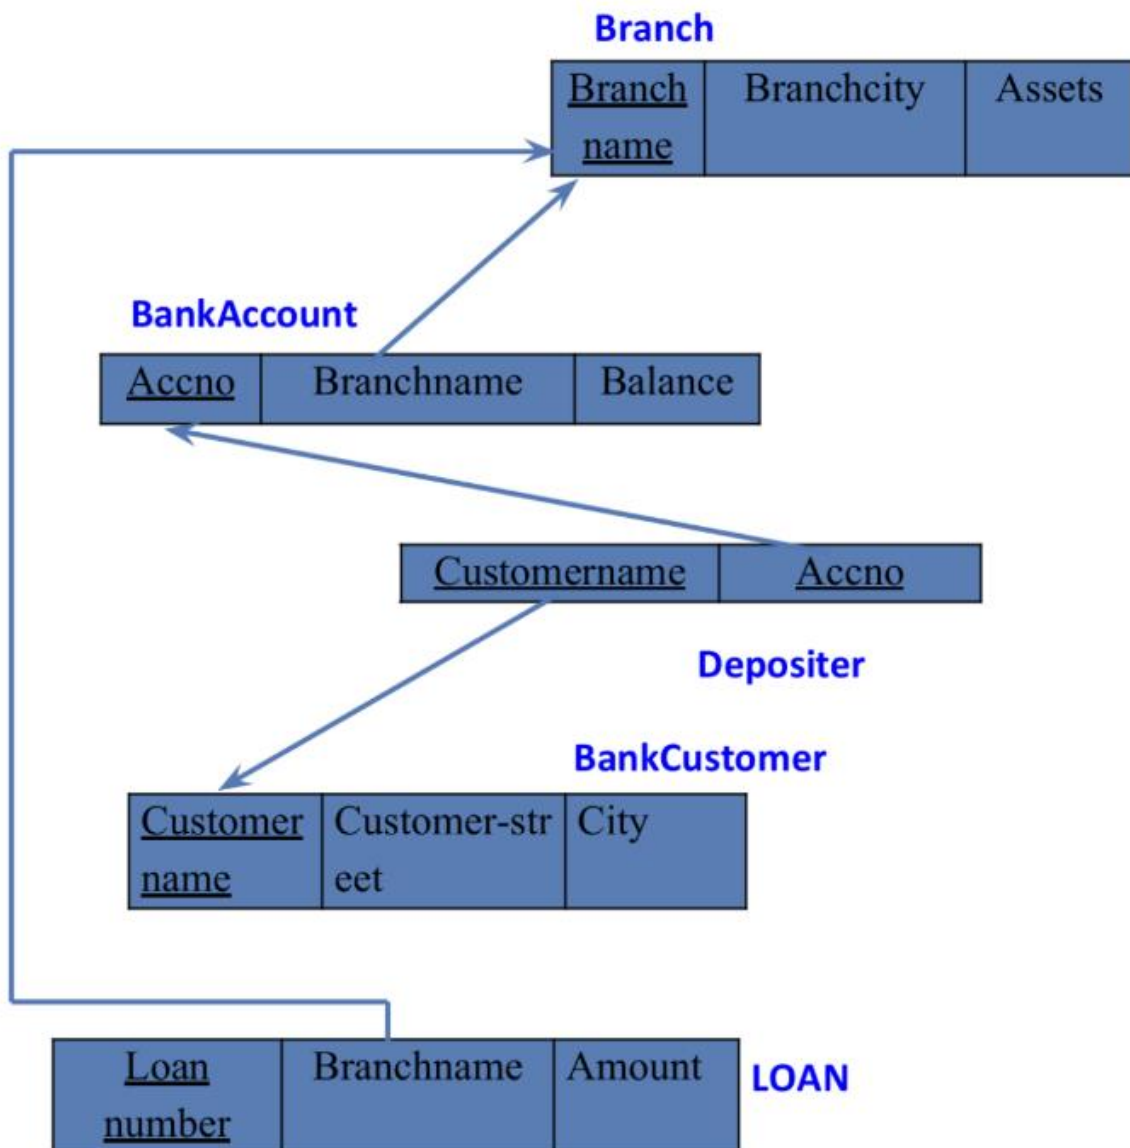 Branch
Branch Branchcity Assets
name
BankAccount
Accno Branchname Balance
Customername Accno
Depositer
BankCustomer
Customer Customer-str City
name eet
Loan Branchname Amount
number
LOAN